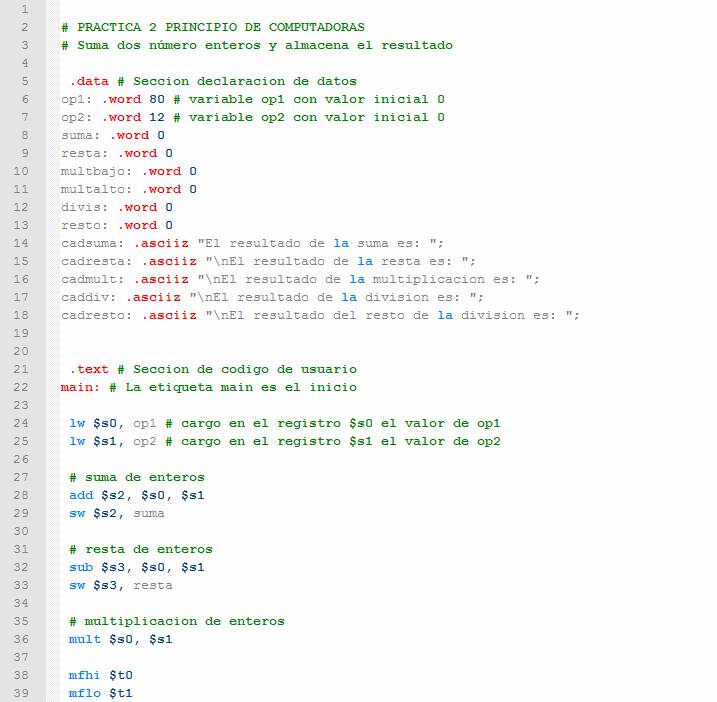 1
2 # PRACTICA 2 PRINCIPIO DE COMPUTADORAS
3 # Suma dos número enteros y almacena el resultado
4
5 .data # Seccion declaracion de datos
6 op1: .word 80 # variable op1 con valor inicial 0
7 op2: .word 12 # variable op2 con valor inicial 0
8 suma: .word 0
9 resta: .word 0
10 multbajo: .word 0
11 multalto: .word 0
12 divis: .word 0
13 resto: .word 0
14 cadsuma: .asciiz "El resultado de la suma es: ";
15 cadresta: .asciiz "\nEl resultado de la resta es: ";
16 cadmult: .asciiz "\nEl resultado de la multiplicacion es: ";
17 caddiv: .asciiz "\nEl resultado de la division es: ";
18 cadresto: .asciiz "\nEl resultado del resto de la division es: ";
19
20
21 .text # Seccion de codigo de usuario
22 main: # La etiqueta main es el inicio
23
24 lw $s0, op1 # cargo en el registro $s0 el valor de op1
25 lw $s1, op2 # cargo en el registro $s1 el valor de op2
26
27 # suma de enteros
28 add $s2, $s0, $s1
29 sw $s2, suma
30
31 # resta de enteros
32 sub $s3, $s0, $s1
33 sw $s3, resta
34
35 # multiplicacion de enteros
36 mult $s0, $s1
37
38 mfhi $t0
39 mflo $t1